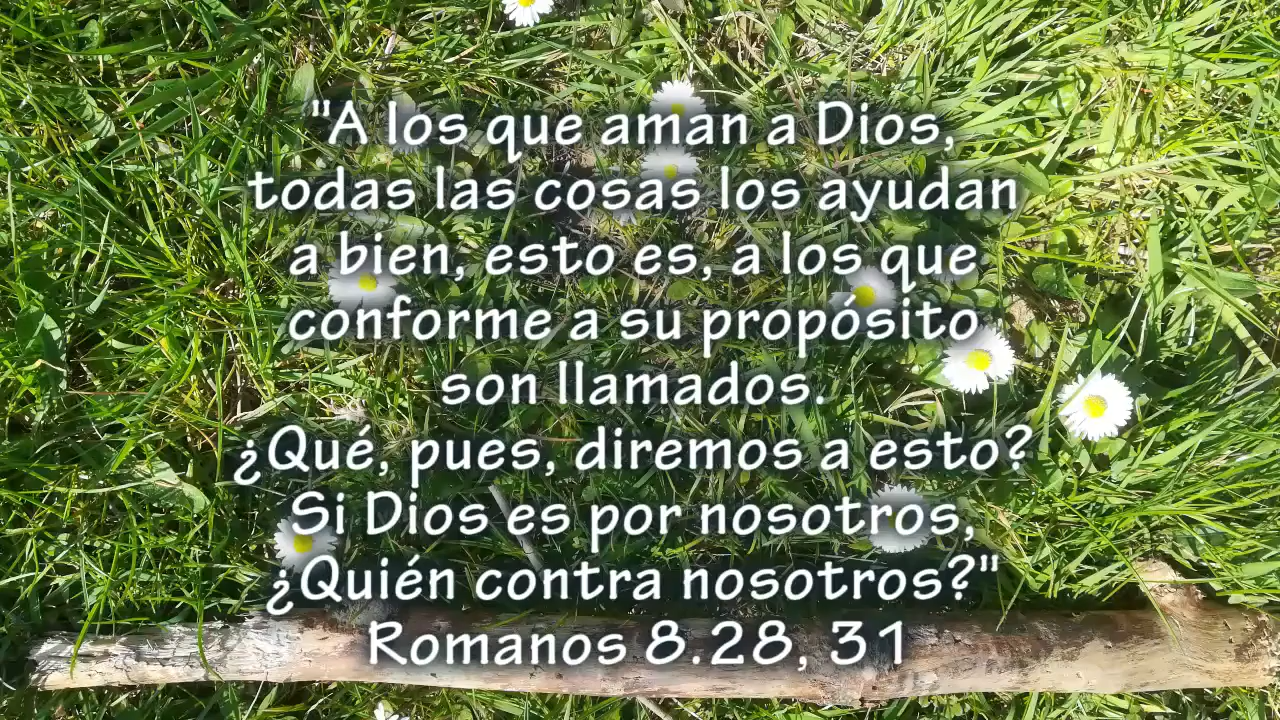 "A los que aman a Dios,
todas las cosas los ayudan
a bien, esto es, a los que
conforme a su propósito
son llamados.
¿Qué, pues, diremos a esto?
Si Dios es por nosotros,
¿Quién contra nosotros?"
Romanos 8.28, 31